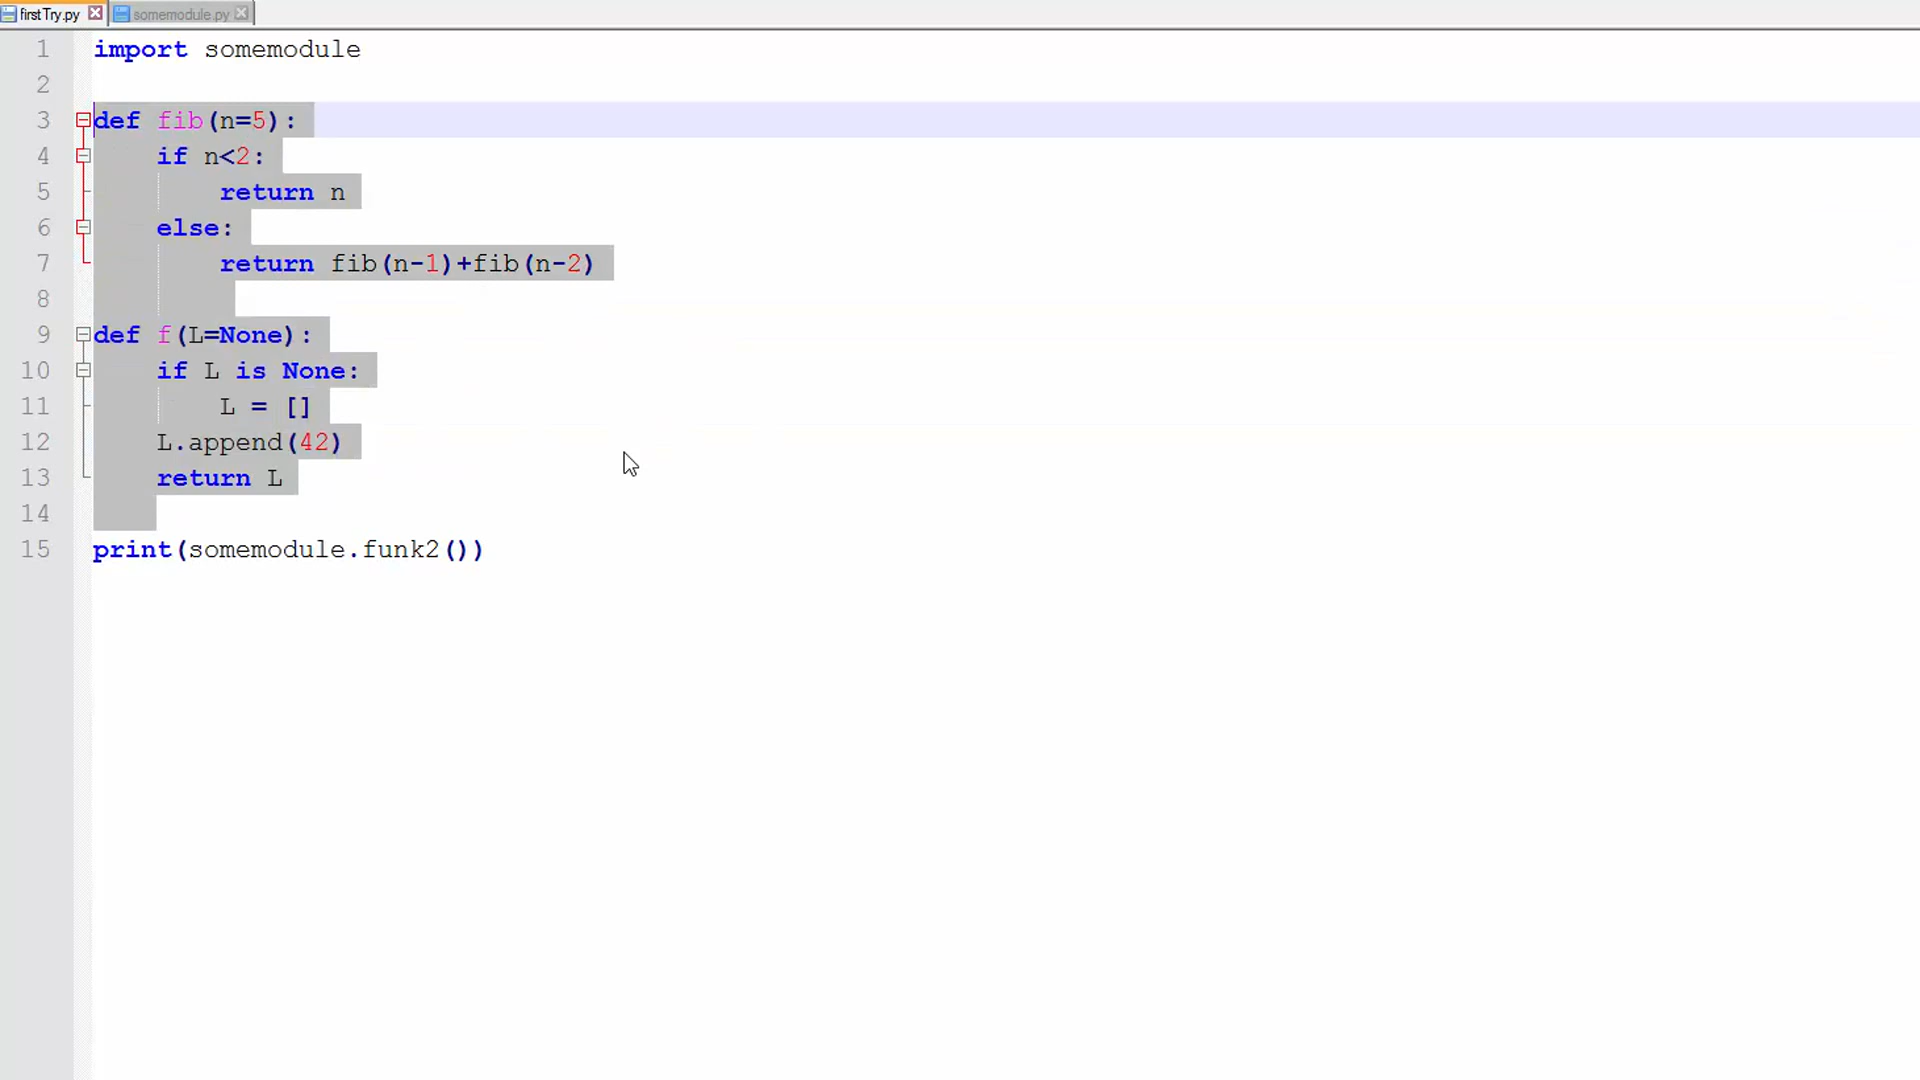 firstTry.py somemodule.py
1 import somemodule
2
3 def fib(n=5):
4     if n<2:
5         return n
6     else:
7         return fib(n-1)+fib(n-2)
8
9 def f(L=None):
10     if L is None:
11         L = []
12     L.append(42)
13     return L
14
15 print(somemodule.funk2())